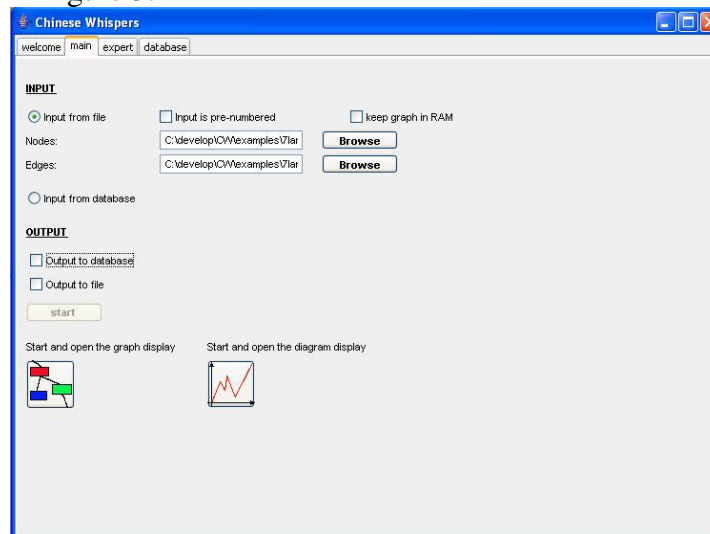 Chinese Whispers
welcome main expert database
INPUT
Input from file Input is pre-numbered keep graph in RAM
Nodes: C:\develop\CW\examples\7lar Browse
Edges: C:\develop\CW\examples\7lar Browse
Input from database
OUTPUT
Output to database
Output to file
start
Start and open the graph display Start and open the diagram display